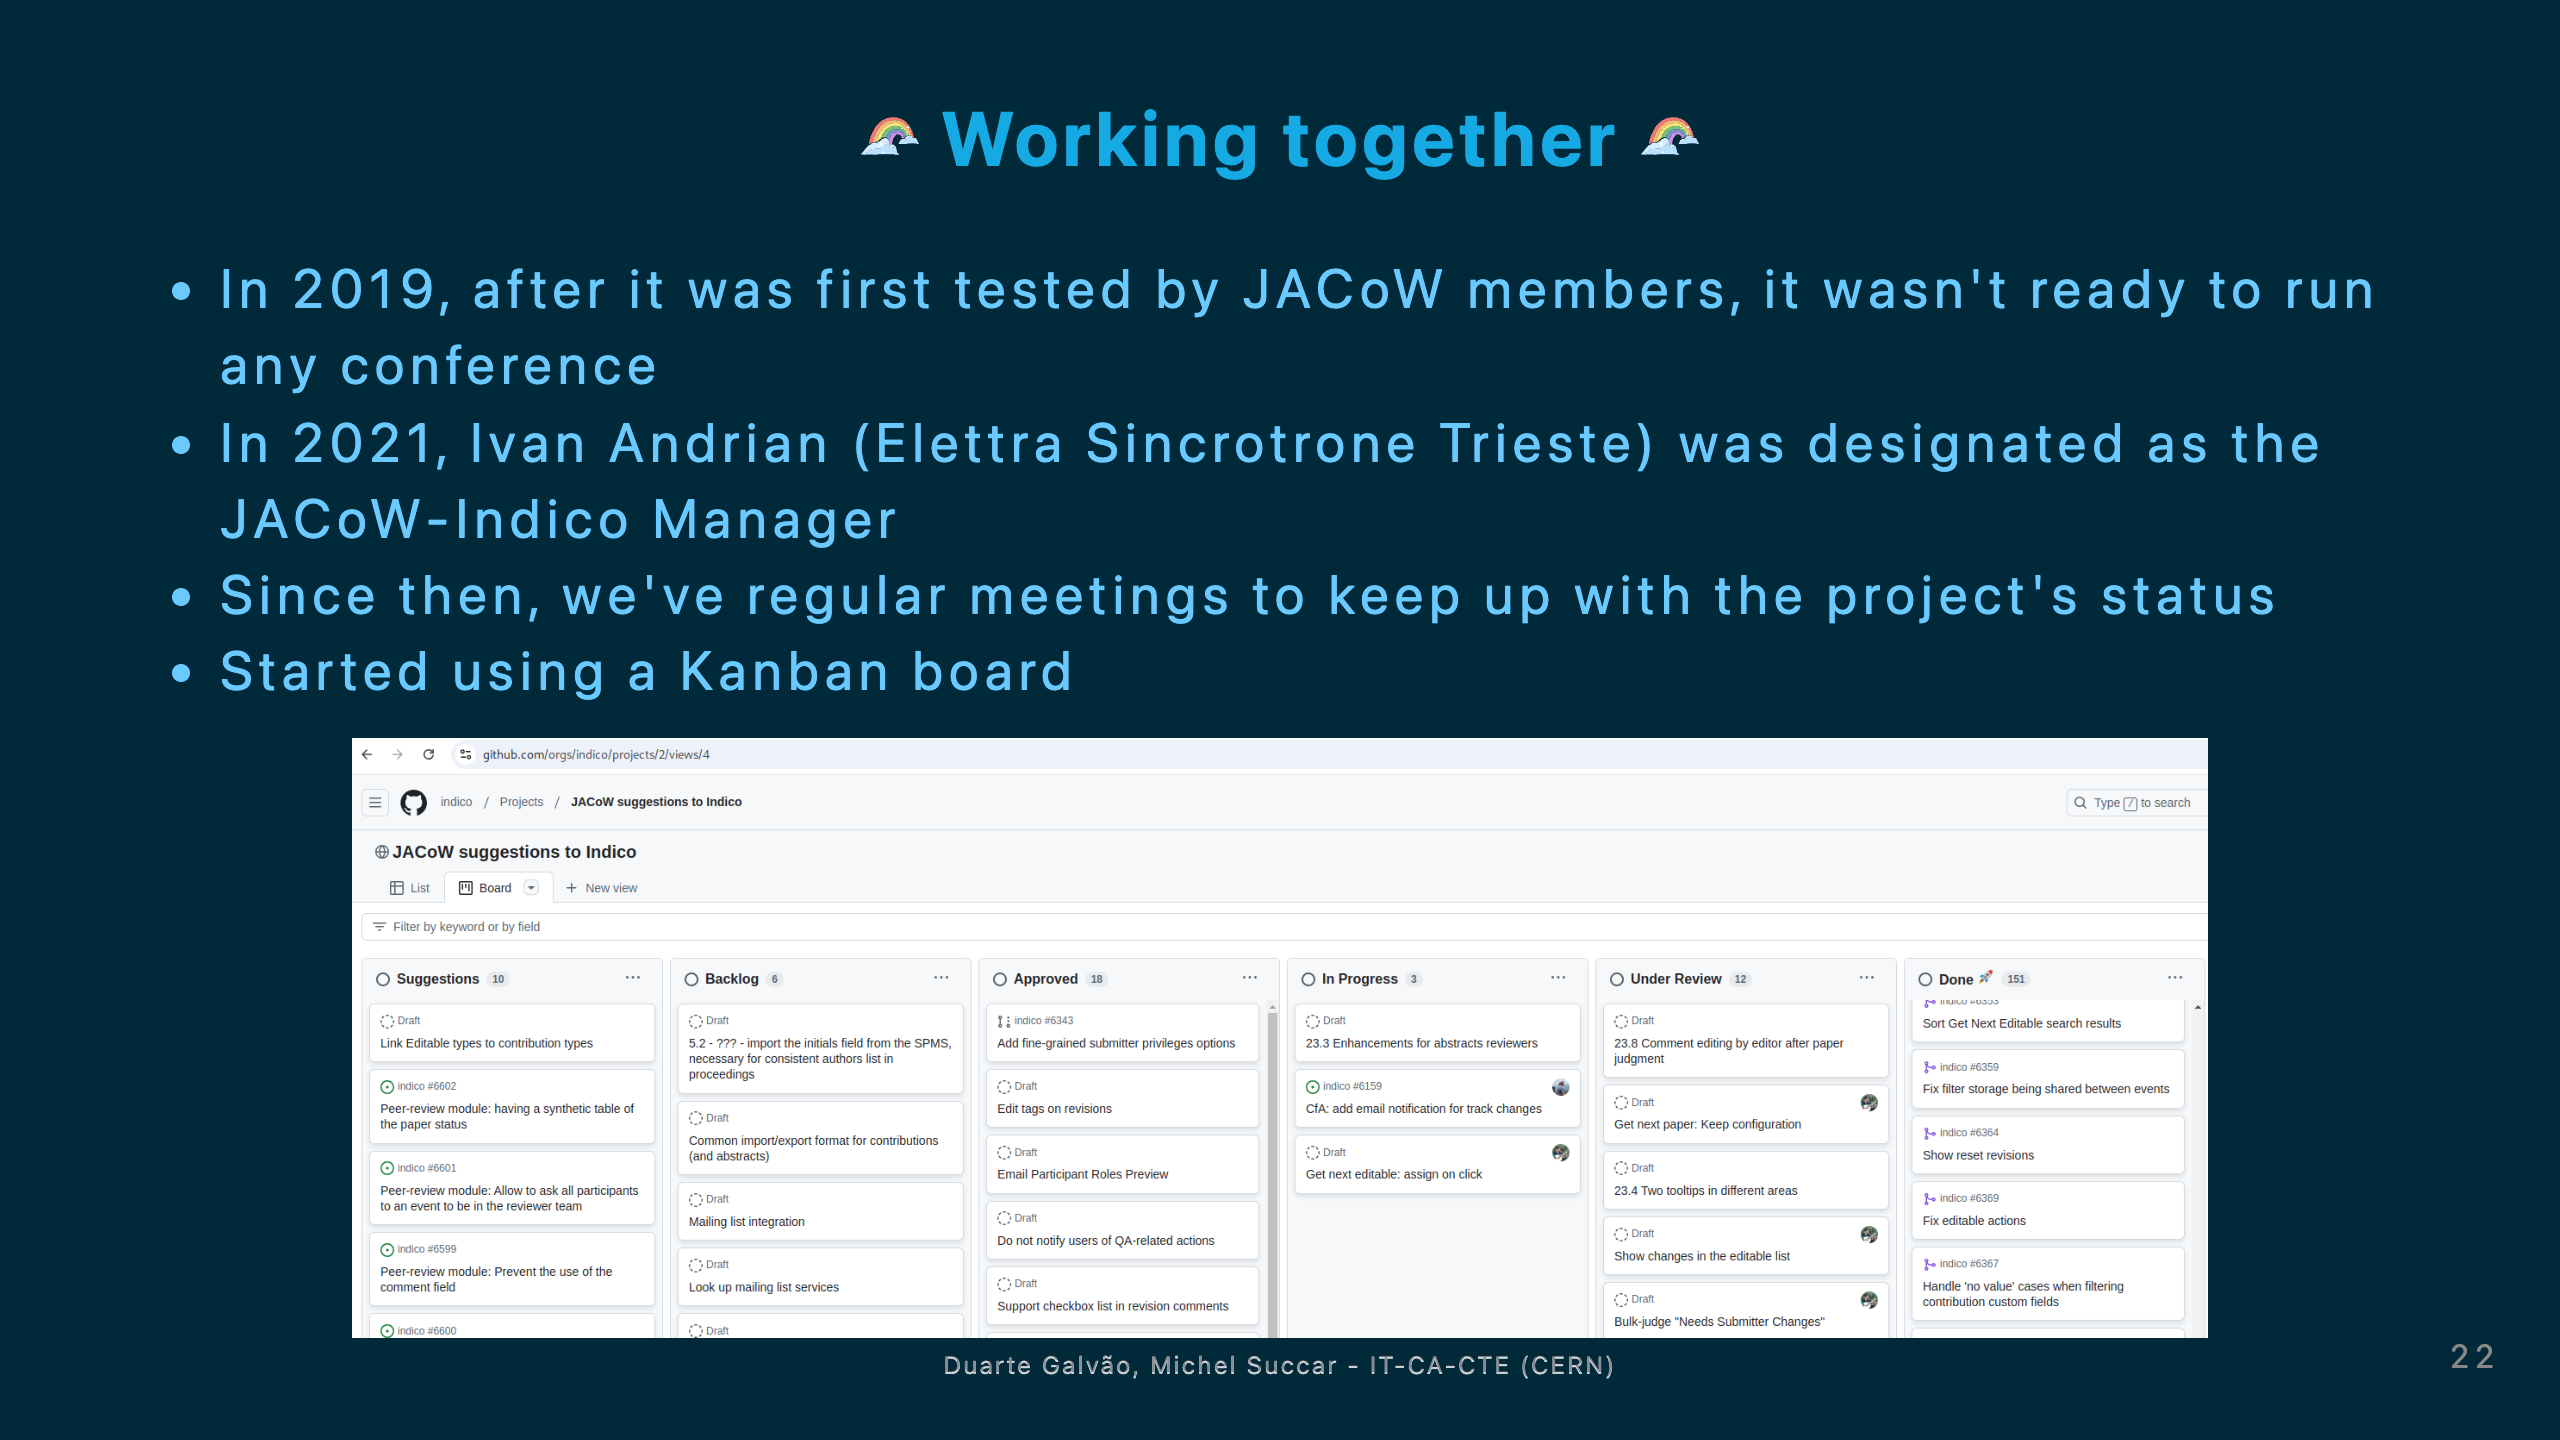 Working together
In 2019, after it was first tested by JACoW members, it wasn't ready to run
any conference
In 2021, Ivan Andrian (Elettra Sincrotrone Trieste) was designated as the
JACoW-Indico Manager
Since then, we've regular meetings to keep up with the project's status
Started using a Kanban board
github.com/orgs/indico/projects/2/views/4
indico / Projects / JACoW suggestions to Indico
Type / to search
JACoW suggestions to Indico
List
Board
New view
Filter by keyword or by field
Suggestions 10
Draft
Link Editable types to contribution types
indico #6602
Peer-review module: having a synthetic table of
the paper status
indico #6601
Peer-review module: Allow to ask all participants
to an event to be in the reviewer team
indico #6599
Peer-review module: Prevent the use of the
comment field
indico #6600
Backlog 6
Draft
5.2 - ??? - import the initials field from the SPMS,
necessary for consistent authors list in
proceedings
Draft
Common import/export format for contributions
(and abstracts)
Draft
Mailing list integration
Draft
Look up mailing list services
Draft
Approved 18
indico #6343
Add fine-grained submitter privileges options
Draft
Edit tags on revisions
Draft
Email Participant Roles Preview
Draft
Do not notify users of QA-related actions
Draft
Support checkbox list in revision comments
In Progress 3
Draft
23.3 Enhancements for abstracts reviewers
indico #6159
CfA: add email notification for track changes
Draft
Get next editable: assign on click
Under Review 12
Draft
23.8 Comment editing by editor after paper
judgment
Draft
Get next paper: Keep configuration
Draft
23.4 Two tooltips in different areas
Draft
Show changes in the editable list
Draft
Bulk-judge "Needs Submitter Changes"
Done 151
indico #6353
Sort Get Next Editable search results
indico #6359
Fix filter storage being shared between events
indico #6364
Show reset revisions
indico #6369
Fix editable actions
indico #6367
Handle 'no value' cases when filtering
contribution custom fields
Duarte Galvão, Michel Succar - IT-CA-CTE (CERN)
22